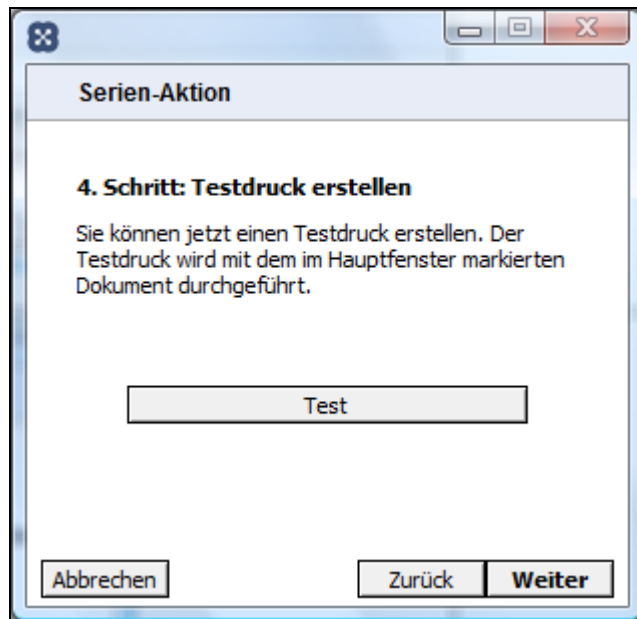 Serien-Aktion
4. Schritt: Testdruck erstellen
Sie können jetzt einen Testdruck erstellen. Der
Testdruck wird mit dem im Hauptfenster markierten
Dokument durchgeführt.
Test
Abbrechen Zurück Weiter